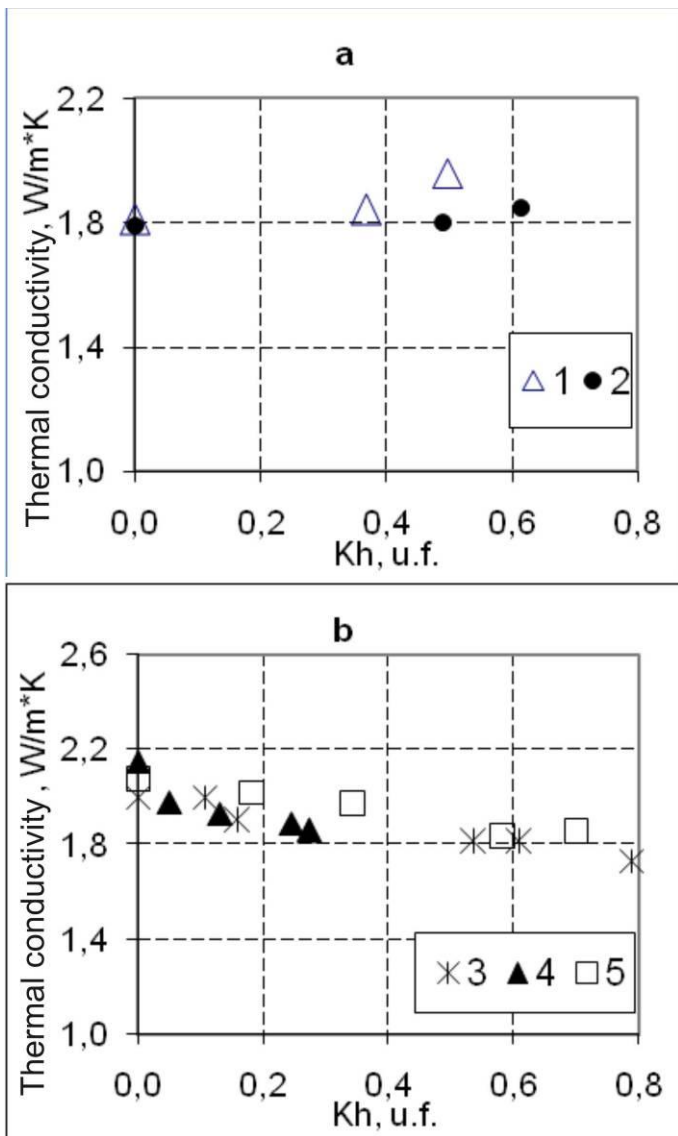 a
Thermal conductivity, W/m*K
2,2
1,8
1,4
1,0
0,0 0,2 0,4 0,6 0,8
Kh, u.f.
1 2
b
Thermal conductivity , W/m*K
2,6
2,2
1,8
1,4
1,0
0,0 0,2 0,4 0,6 0,8
Kh, u.f.
3 4 5